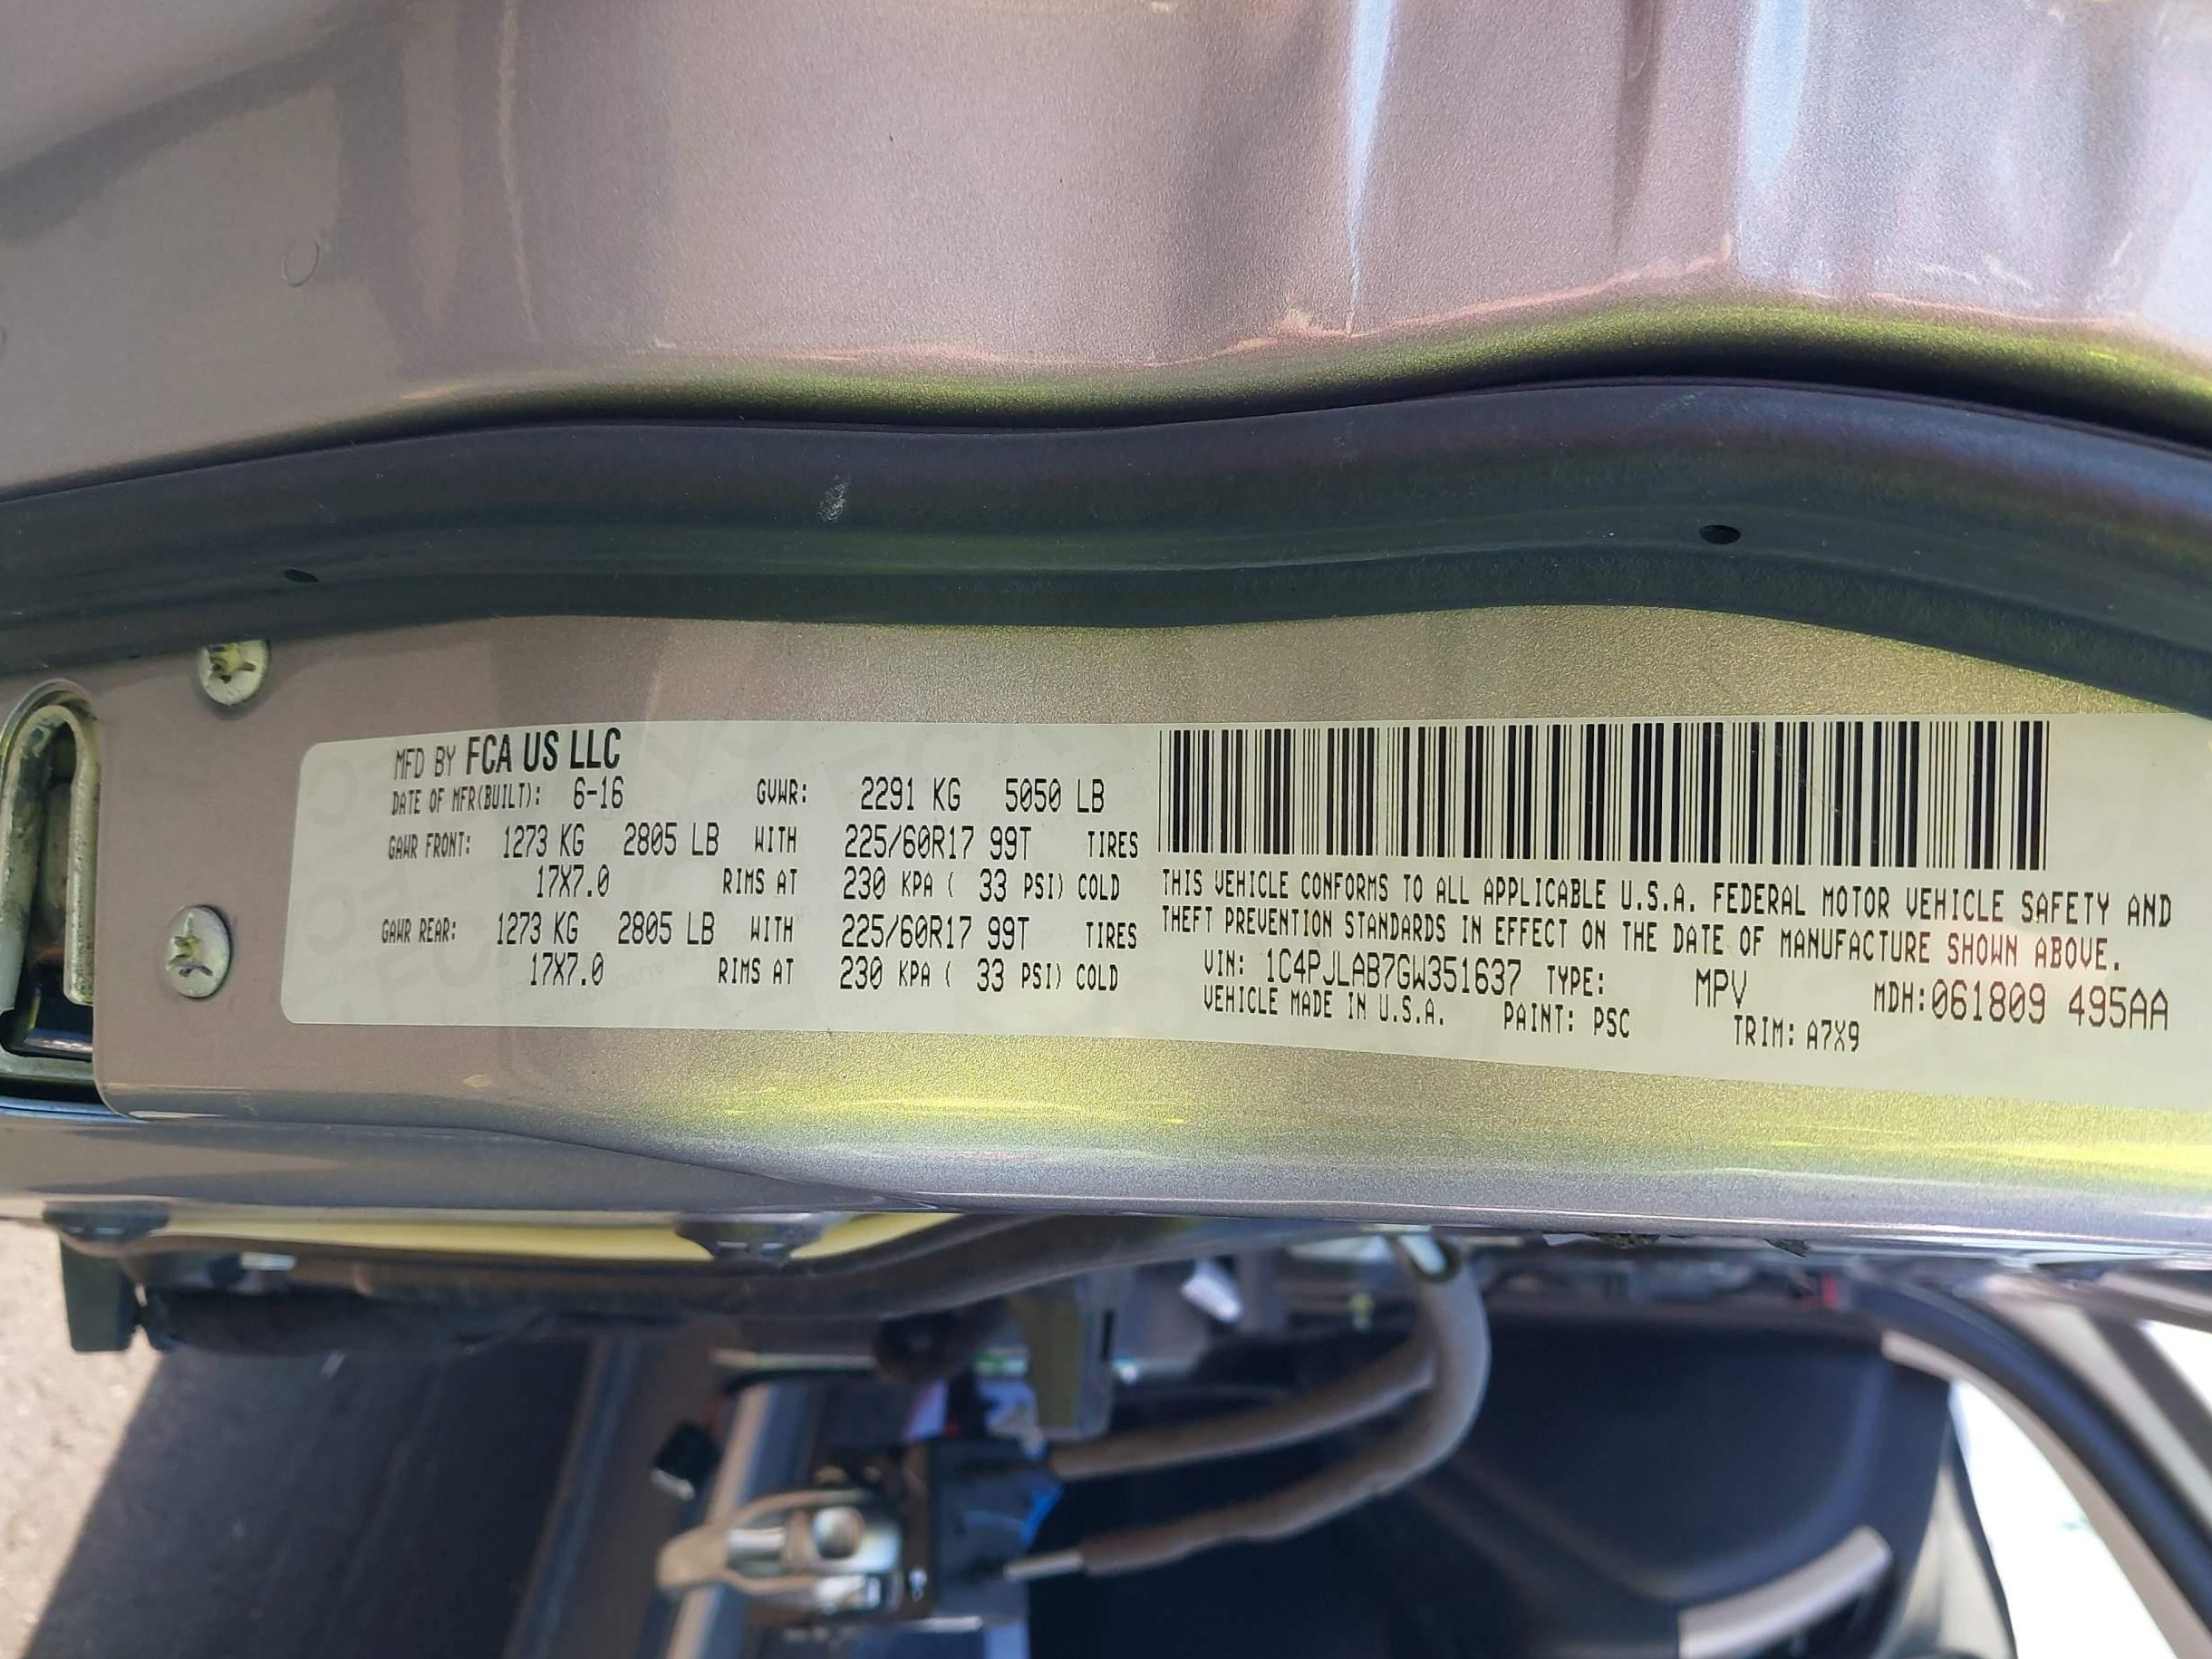 MFD BY FCA US LLC
DATE OF MFR(BUILT): 6-16 GVWR: 2291 KG 5050 LB
GAWR FRONT: 1273 KG 2805 LB WITH 225/60R17 99T TIRES
17X7.0 RIMS AT 230 KPA ( 33 PSI) COLD
GAWR REAR: 1273 KG 2805 LB WITH 225/60R17 99T TIRES
17X7.0 RIMS AT 230 KPA ( 33 PSI) COLD
THIS VEHICLE CONFORMS TO ALL APPLICABLE U.S.A. FEDERAL MOTOR VEHICLE SAFETY AND
THEFT PREVENTION STANDARDS IN EFFECT ON THE DATE OF MANUFACTURE SHOWN ABOVE.
VIN: 1C4PJLAB7GW351637 TYPE: MPV MDH:061809 495AA
VEHICLE MADE IN U.S.A. PAINT: PSC TRIM: A7X9